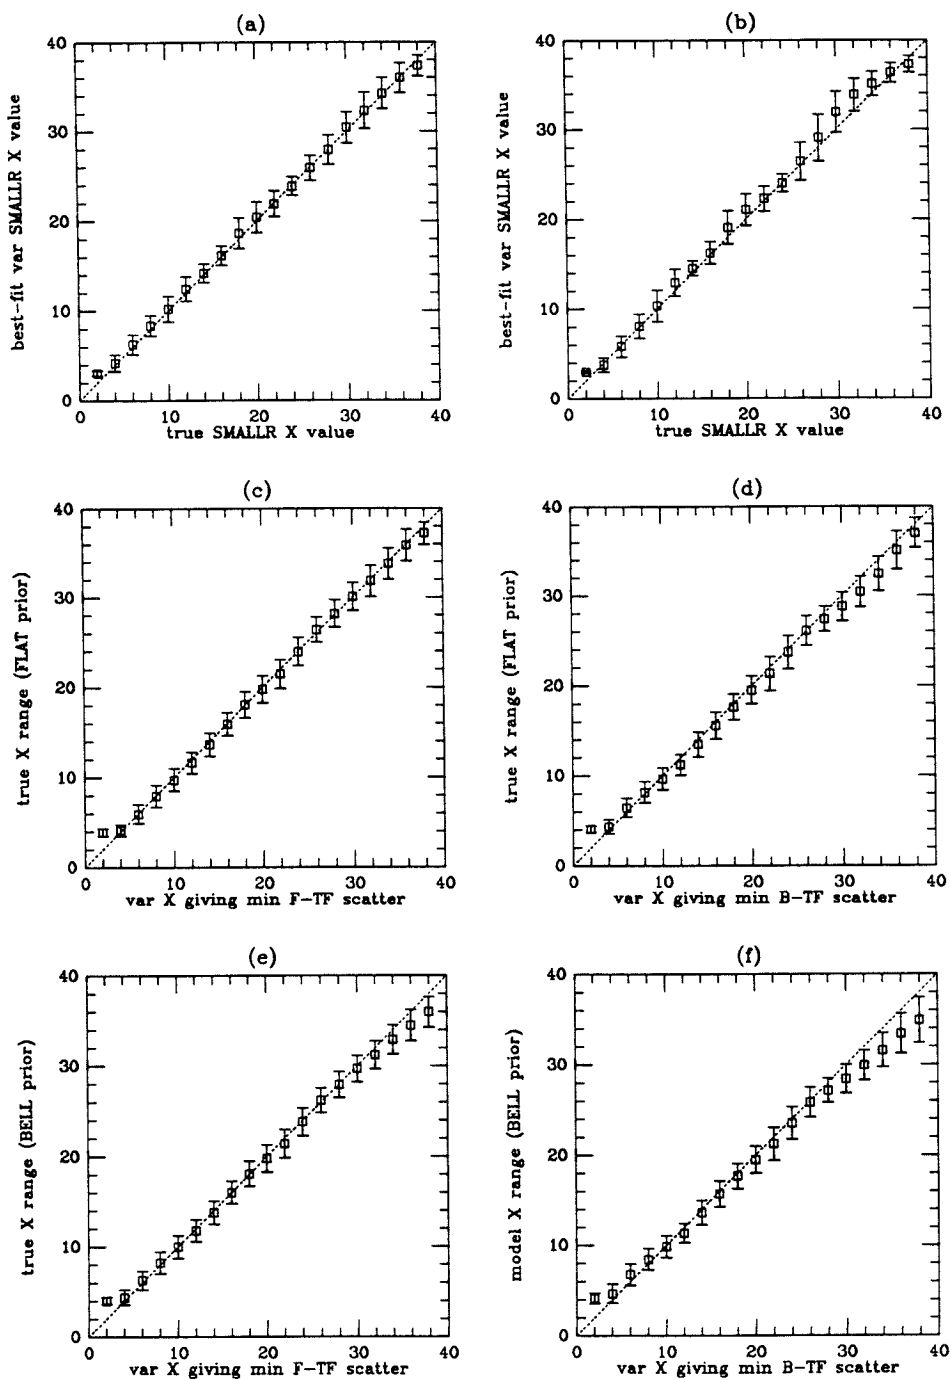 (a)
40
30
20
10
0
0 10 20 30 40
best-fit var SMALLR X value
true SMALLR X value
(b)
40
30
20
10
0
0 10 20 30 40
best-fit var SMALLR X value
true SMALLR X value
(c)
40
30
20
10
0
0 10 20 30 40
true X range (FLAT prior)
var X giving min F-TF scatter
(d)
40
30
20
10
0
0 10 20 30 40
true X range (FLAT prior)
var X giving min B-TF scatter
(e)
40
30
20
10
0
0 10 20 30 40
true X range (BELL prior)
var X giving min F-TF scatter
(f)
40
30
20
10
0
0 10 20 30 40
model X range (BELL prior)
var X giving min B-TF scatter